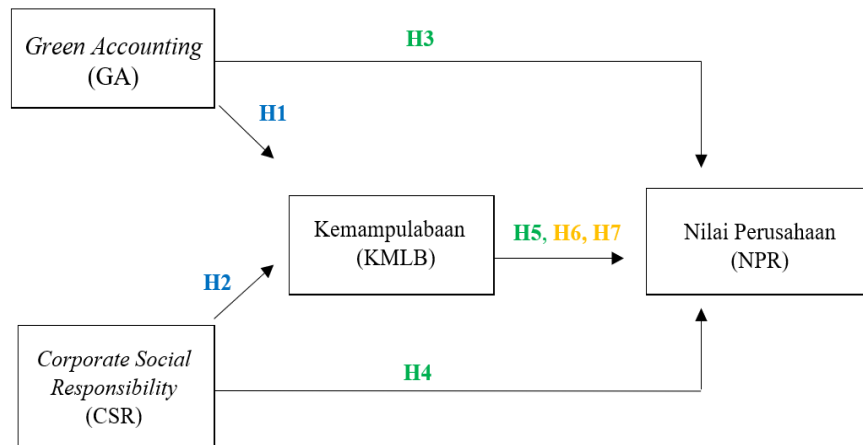 Green Accounting
(GA)
H3
H1
Kemampulabaan
(KMLB)
H5, H6, H7
Nilai Perusahaan
(NPR)
H2
Corporate Social
Responsibility
(CSR)
H4